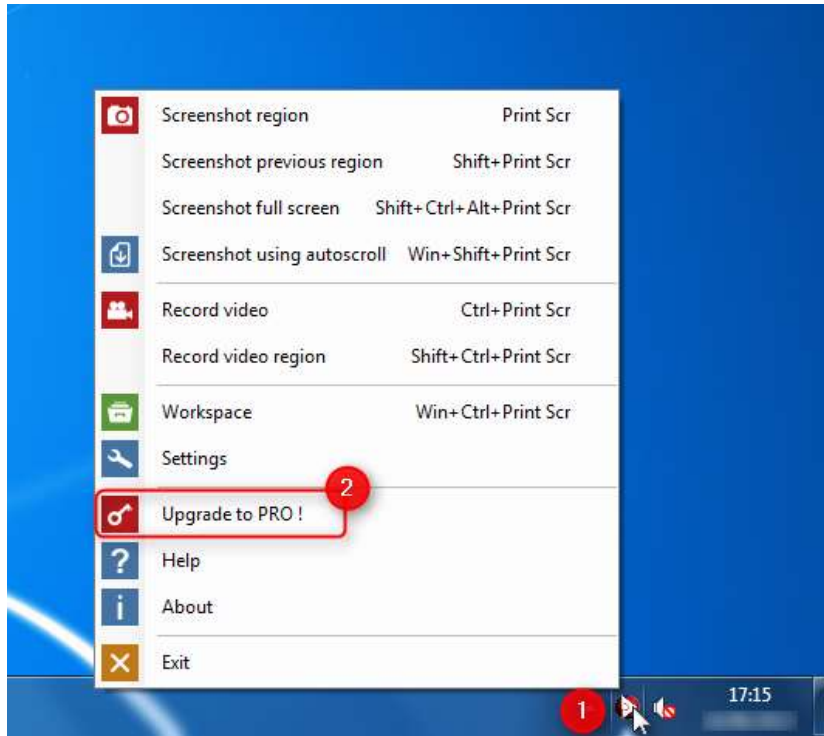 Screenshot region Print Scr
Screenshot previous region Shift+Print Scr
Screenshot full screen Shift+Ctrl+Alt+Print Scr
Screenshot using autoscroll Win+Shift+Print Scr
Record video Ctrl+Print Scr
Record video region Shift+Ctrl+Print Scr
Workspace Win+Ctrl+Print Scr
Settings
2
Upgrade to PRO !
? Help
i About
Exit
1 17:15